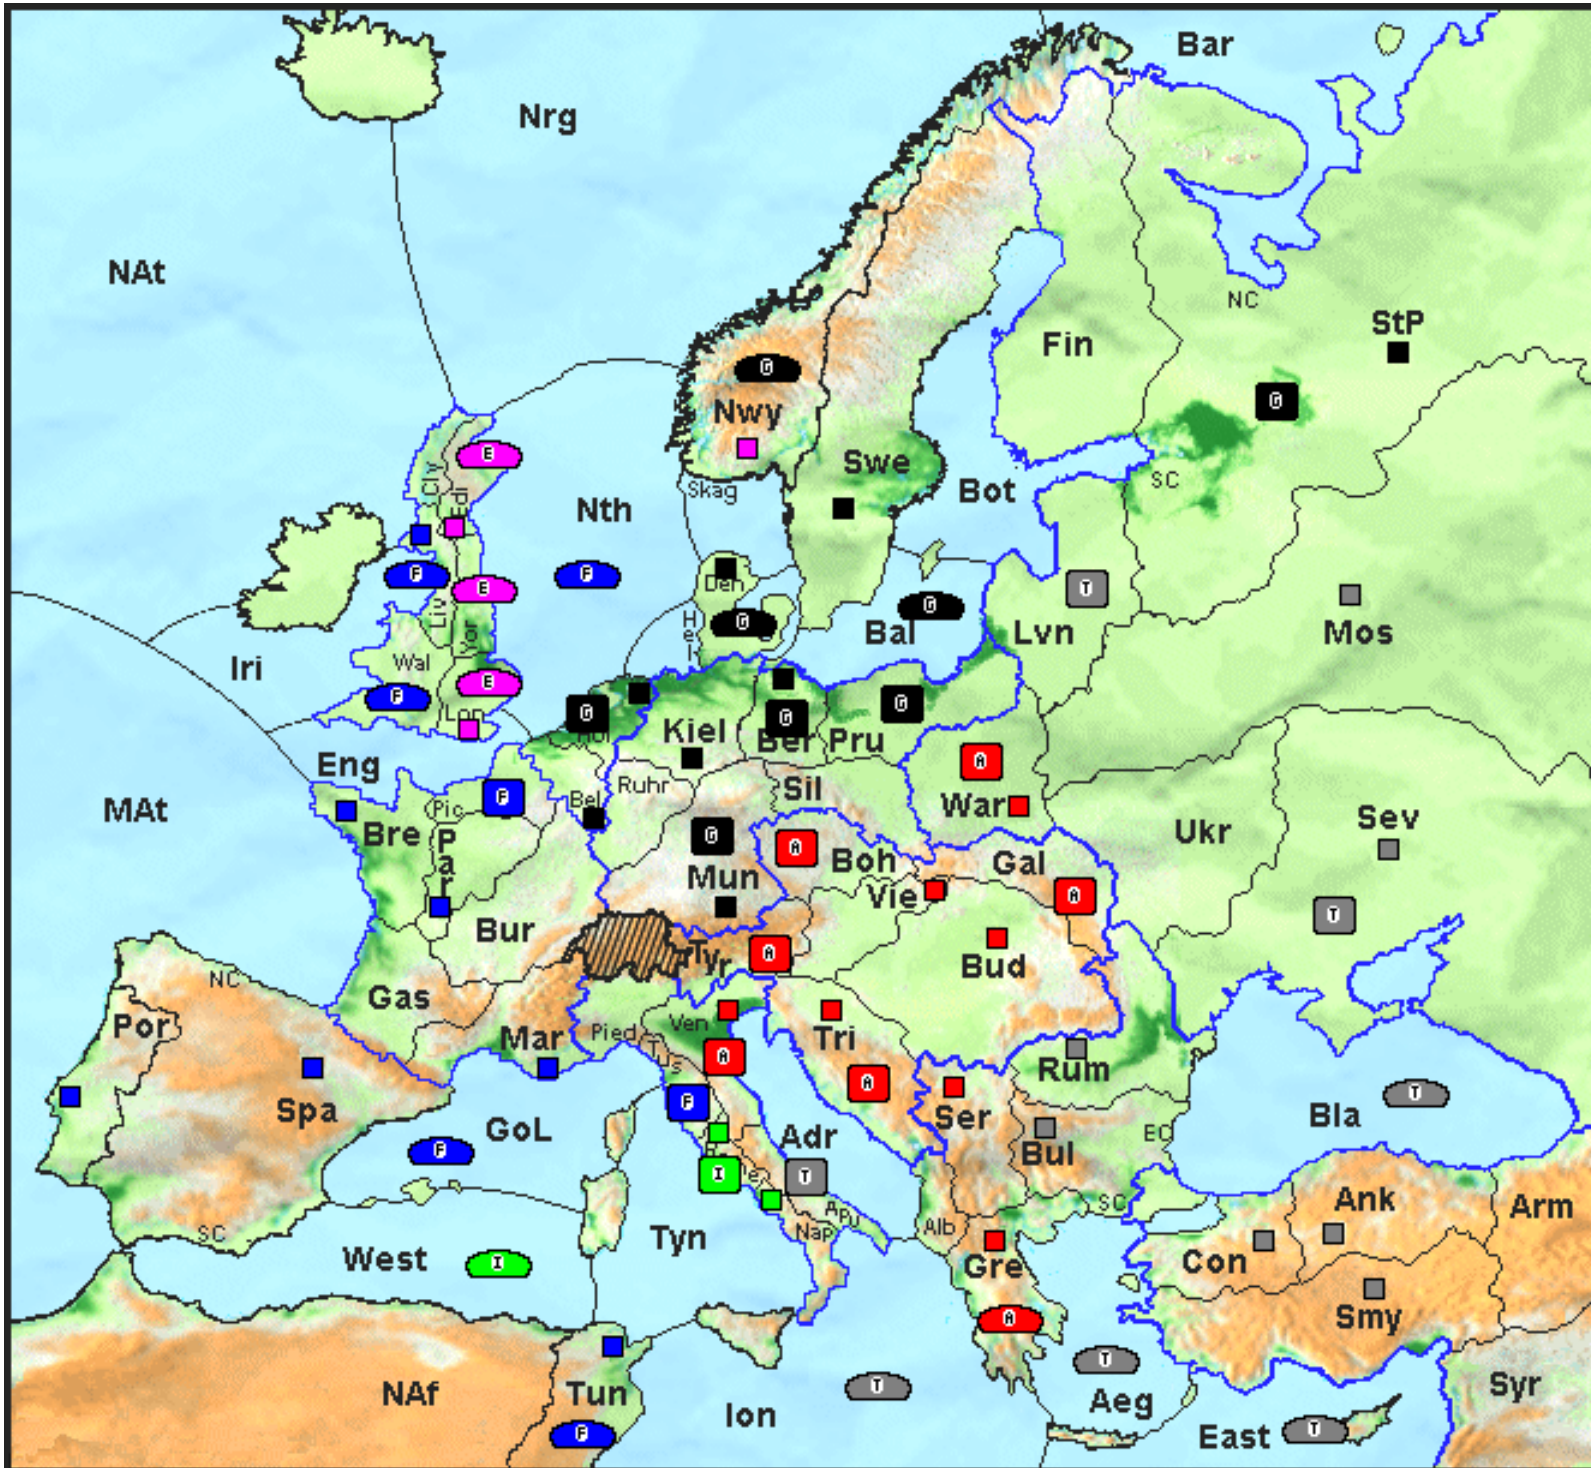 Bar
Nrg
NAt
NC
StP
Fin
G
Nwy
G
E
Swe
Cly
Edi
SC
Skag
Bot
Nth
F
F
E
Den
G
T
Liv
Yor
Hel
G
Bal
Lvn
Mos
Iri
Wal
E
F
Lon
G
Hol
Kiel
G
Ber
Pru
G
Eng
A
War
MAt
F
Pic
Bel
Ruhr
Sil
Bre
Par
G
Mun
A
Boh
Gal
Vie
A
Ukr
Sev
T
Bur
Tyr
A
Bud
NC
Gas
Por
Mar
Pied
Ven
Tus
A
Tri
A
Rum
Spa
F
GoL
F
Adr
Ser
Bul
EC
Bla
T
I
T
Apu
Nap
Alb
SC
Ank
Arm
SC
West
I
Tyn
Gre
Con
Smy
A
NAf
Tun
F
Ion
T
T
Aeg
East
T
Syr